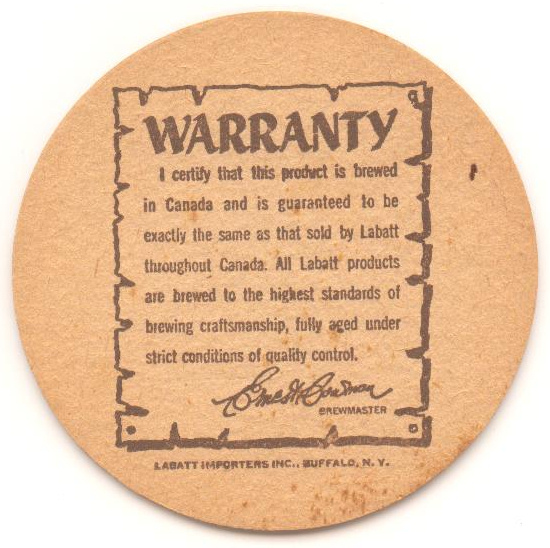 WARRANTY
I certify that this product is brewed
in Canada and is guaranteed to be
exactly the same as that sold by Labatt
throughout Canada. All Labatt products
are brewed to the highest standards of
brewing craftsmanship, fully aged under
strict conditions of quality control.
BREWMASTER
LABATT IMPORTERS INC., BUFFALO, N. Y.